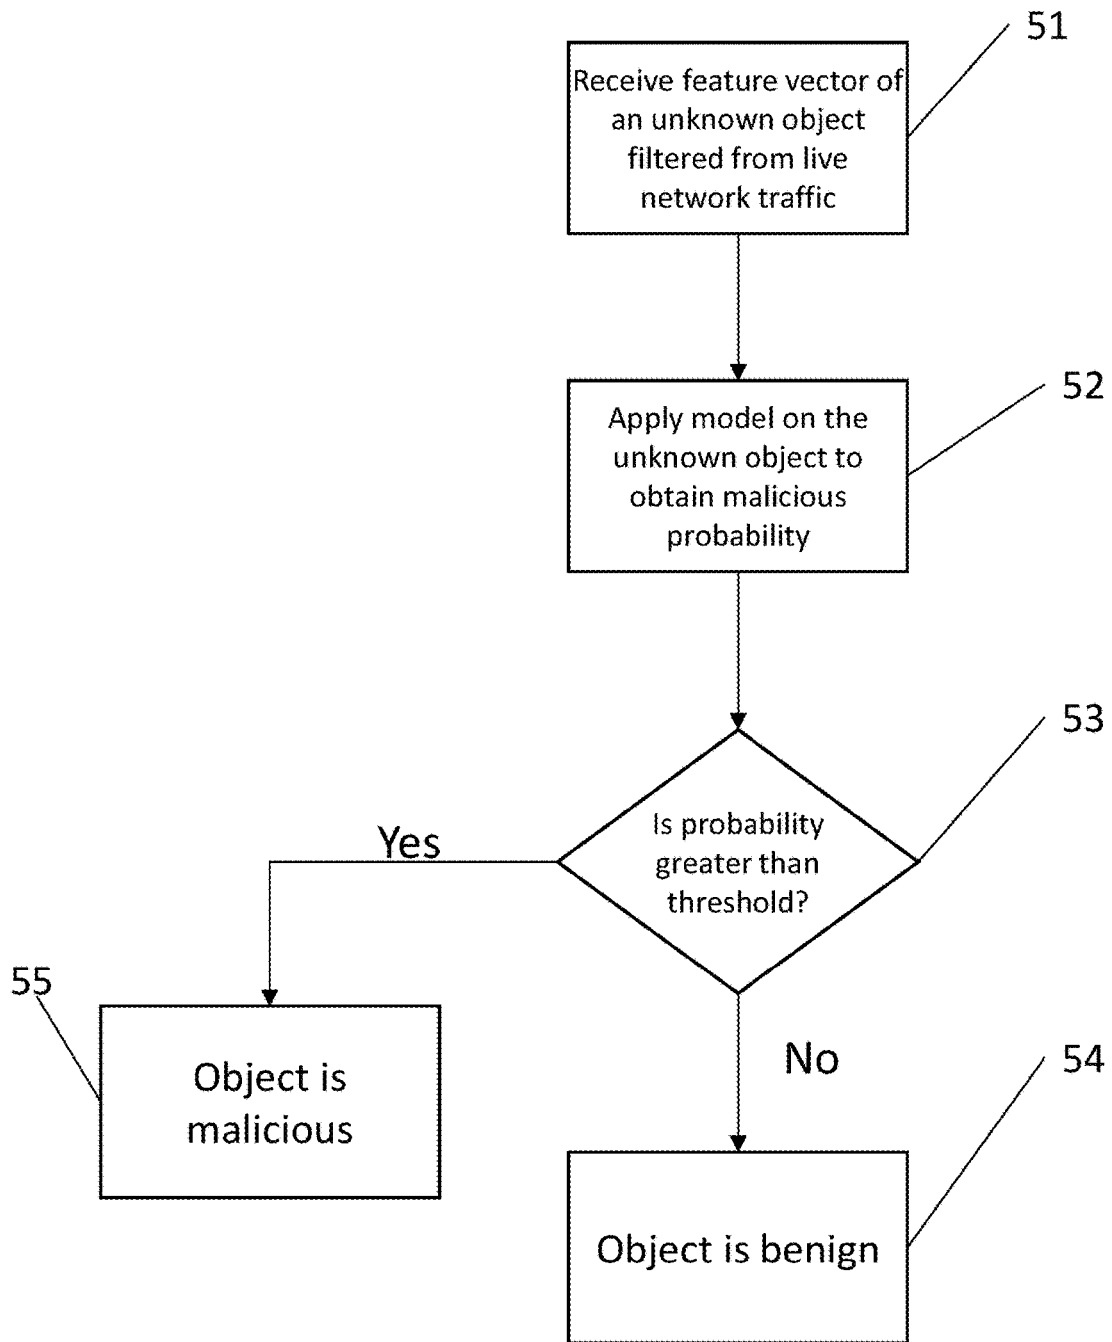 51
Receive feature vector of
an unknown object
filtered from live
network traffic
52
Apply model on the
unknown object to
obtain malicious
probability
53
Is probability
greater than
threshold?
Yes
55
Object is
malicious
No
54
Object is benign